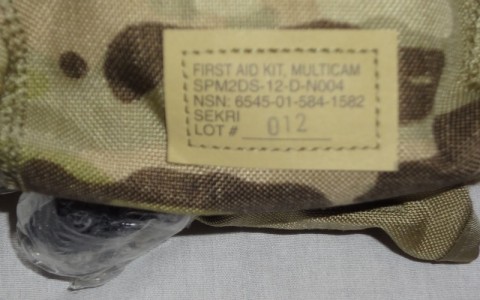 FIRST AID KIT, MULTICAM
SPM2DS-12-D-N004
NSN: 6545-01-584-1582
SEKRI
LOT # 012